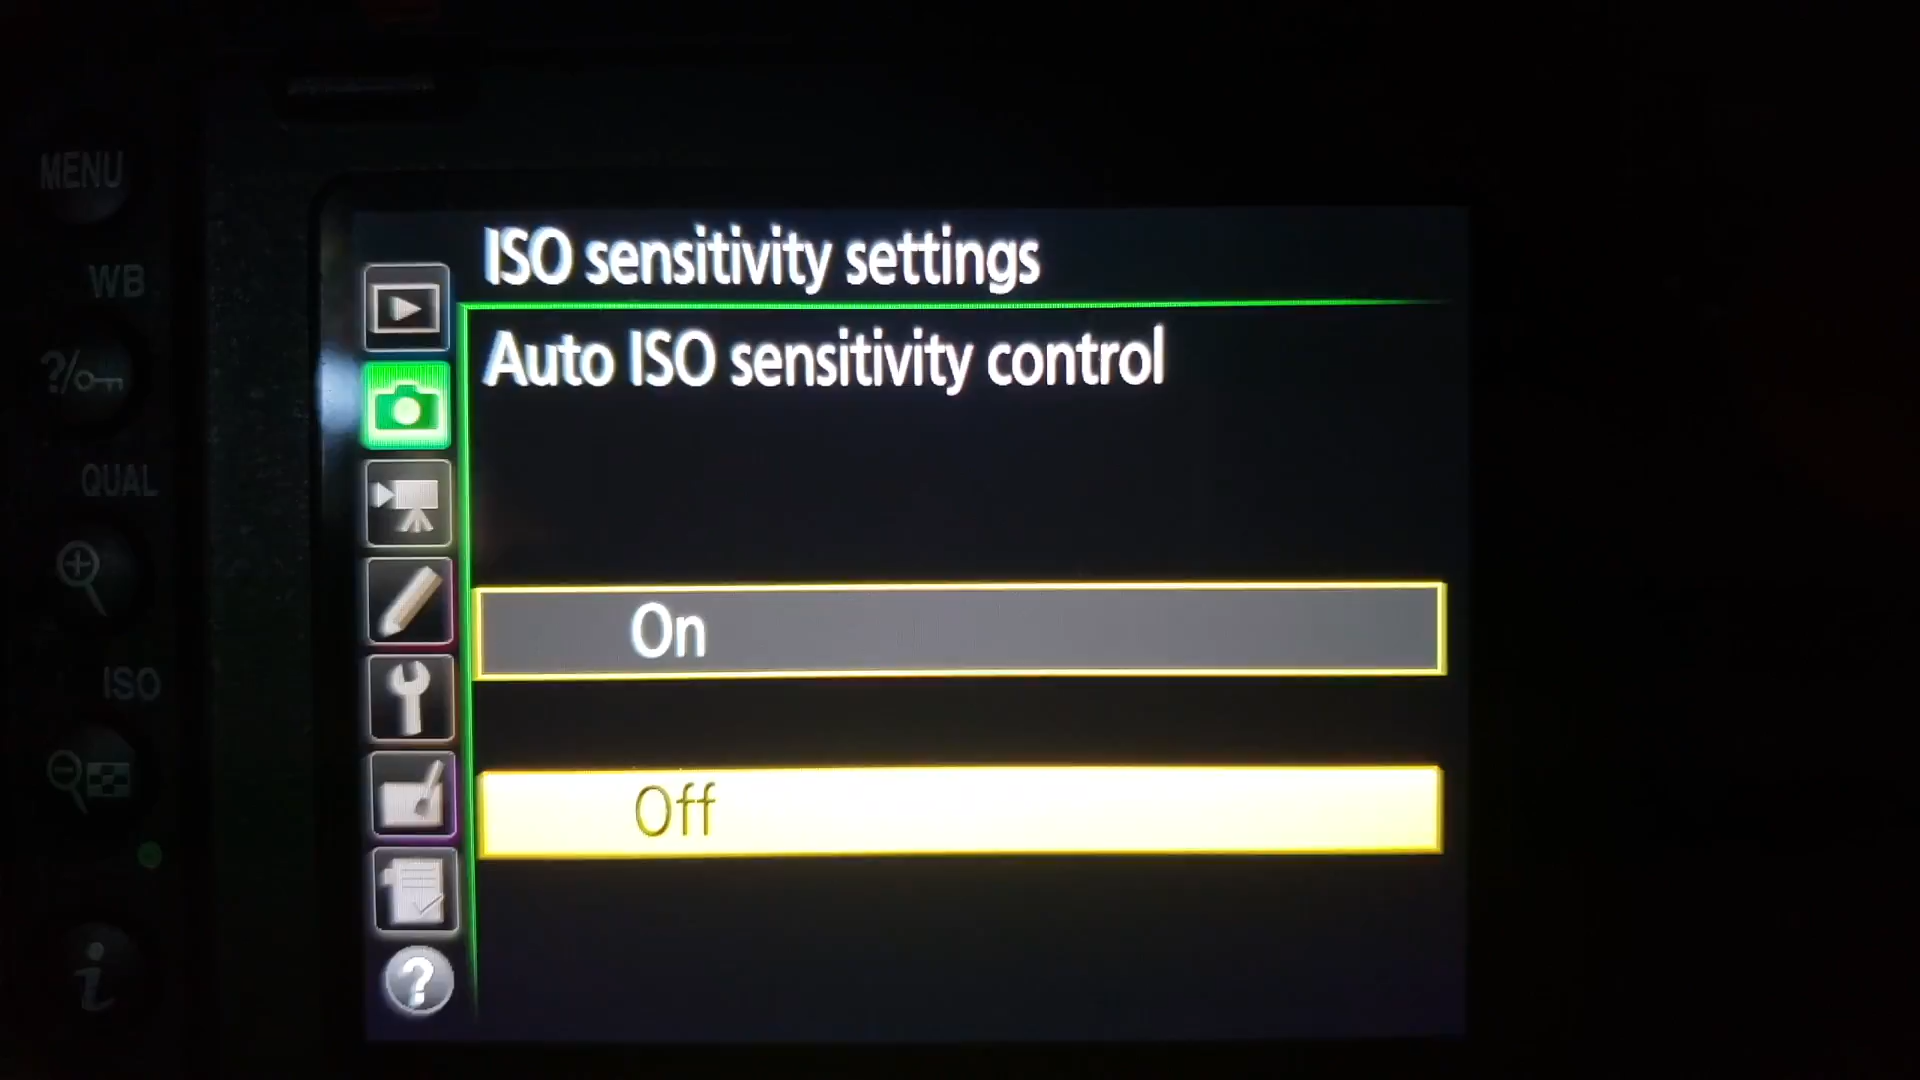 MENU
WB
?/
QUAL
ISO
i
ISO sensitivity settings
Auto ISO sensitivity control
On
Off
?